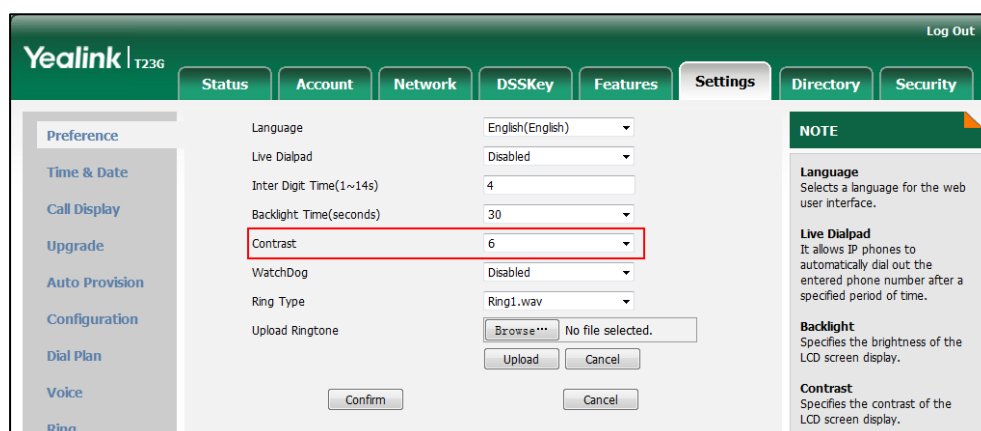 Log Out
Yealink | T23G
Status Account Network DSSKey Features Settings Directory Security
Preference
Time & Date
Call Display
Upgrade
Auto Provision
Configuration
Dial Plan
Voice
Ring
Language English(English)
Live Dialpad Disabled
Inter Digit Time(1~14s) 4
Backlight Time(seconds) 30
Contrast 6
WatchDog Disabled
Ring Type Ring1.wav
Upload Ringtone Browse… No file selected.
Upload Cancel
Confirm Cancel
NOTE
Language
Selects a language for the web
user interface.
Live Dialpad
It allows IP phones to
automatically dial out the
entered phone number after a
specified period of time.
Backlight
Specifies the brightness of the
LCD screen display.
Contrast
Specifies the contrast of the
LCD screen display.